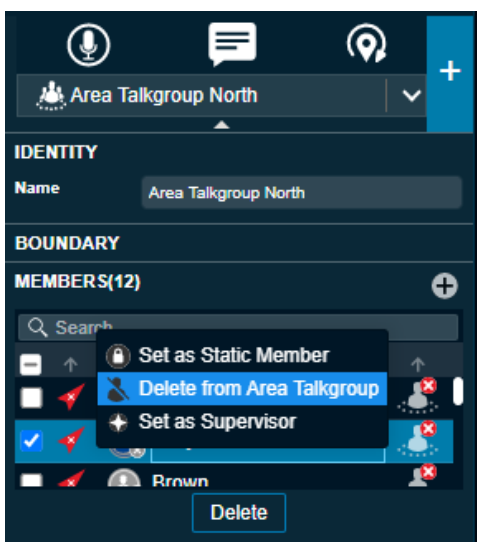 Area Talkgroup North
+
IDENTITY
Name Area Talkgroup North
BOUNDARY
MEMBERS(12)
Search
Set as Static Member
Delete from Area Talkgroup
Set as Supervisor
Brown
Delete